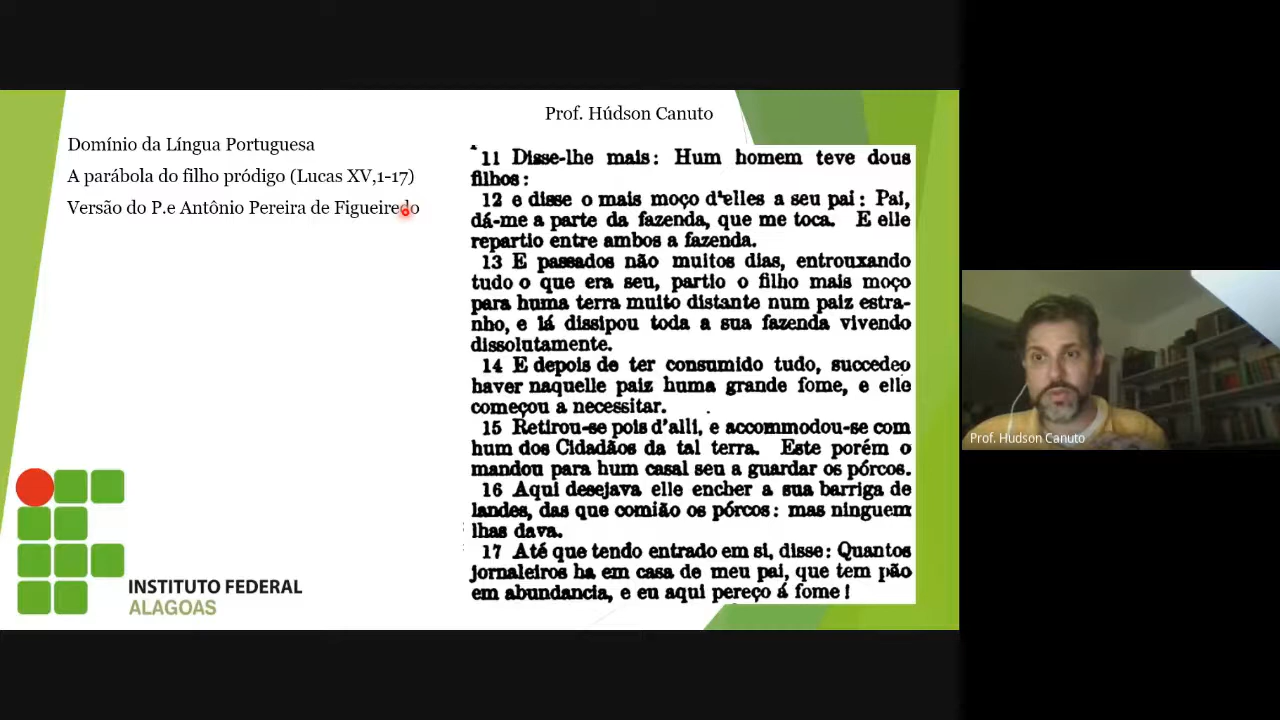 Prof. Húdson Canuto
Domínio da Língua Portuguesa
A parábola do filho pródigo (Lucas XV,1-17)
Versão do P.e Antônio Pereira de Figueiredo
11 Disse-lhe mais: Hum homem teve dous
filhos:
12 e disse o mais moço d'elles a seu pai: Pai,
dá-me a parte da fazenda, que me toca. E elle
repartio entre ambos a fazenda.
13 E passados não muitos dias, entrouxando
tudo o que era seu, partio o filho mais moço
para huma terra muito distante num paiz estra-
nho, e lá dissipou toda a sua fazenda vivendo
dissolutamente.
14 E depois de ter consumido tudo, succedeo
haver naquelle paiz huma grande fome, e elle
começou a necessitar.
15 Retirou-se pois d'alli, e accommodou-se com
hum dos Cidadãos da tal terra. Este porém o
mandou para hum casal seu a guardar os pórcos.
16 Aqui desejava elle encher a sua barriga de
landes, das que comião os pórcos: mas ninguem
lhas dava.
17 Até que tendo entrado em si, disse: Quantos
jornaleiros ha em casa de meu pai, que tem pão
em abundancia, e eu aqui pereço á fome!
INSTITUTO FEDERAL
ALAGOAS
Prof. Hudson Canuto